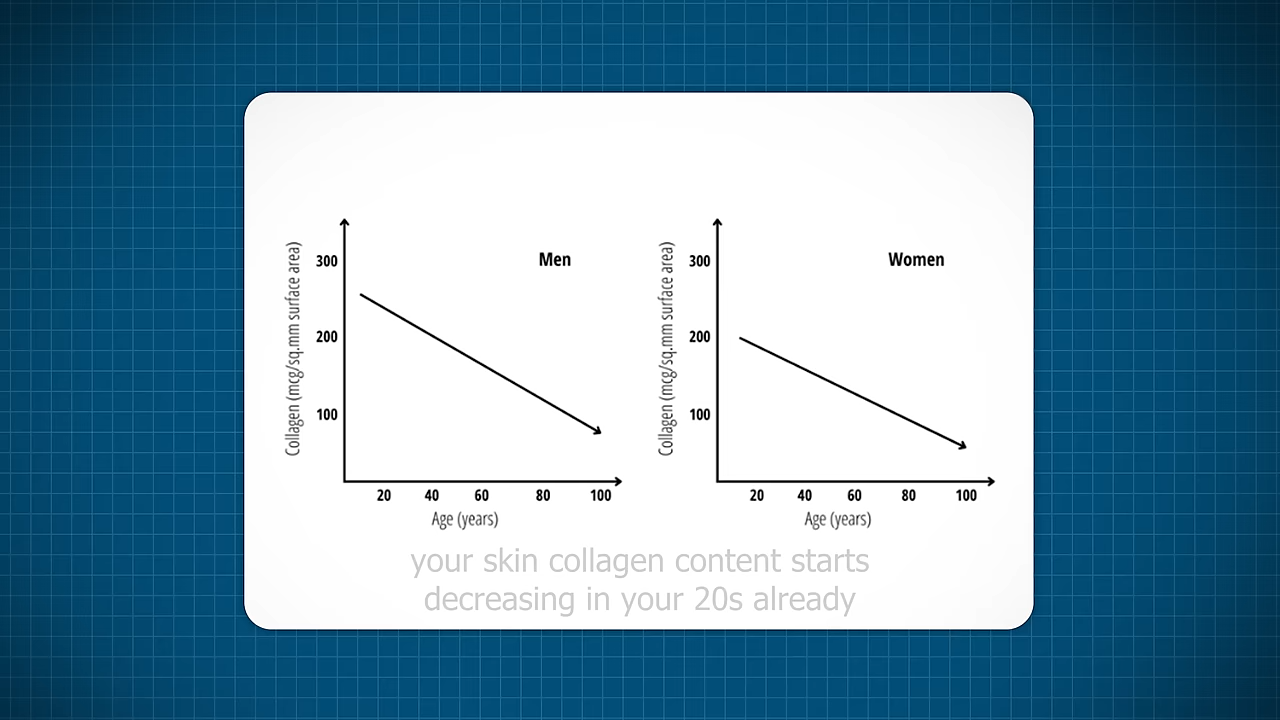 Men
Collagen (mcg/sq.mm surface area)
300
200
100
20 40 60 80 100
Age (years)
Women
Collagen (mcg/sq.mm surface area)
300
200
100
20 40 60 80 100
Age (years)
your skin collagen content starts
decreasing in your 20s already